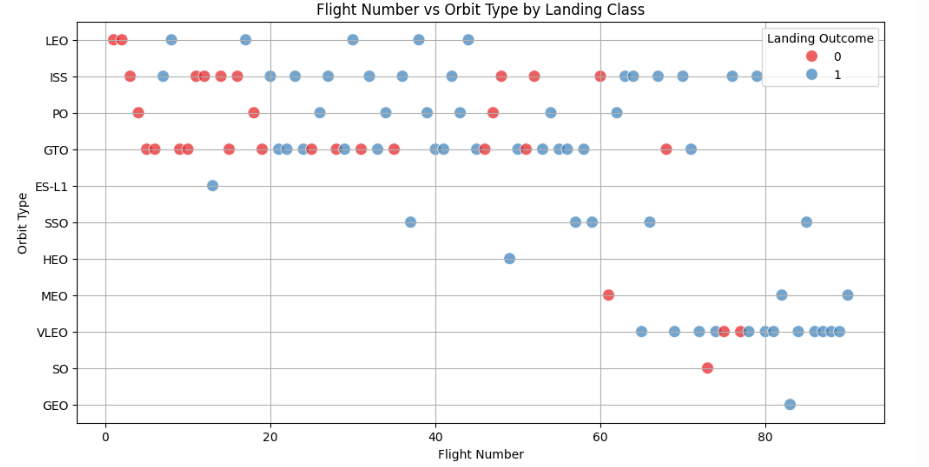 Flight Number vs Orbit Type by Landing Class
Landing Outcome
0
1
Orbit Type
LEO
ISS
PO
GTO
ES-L1
SSO
HEO
MEO
VLEO
SO
GEO
0 20 40 60 80
Flight Number